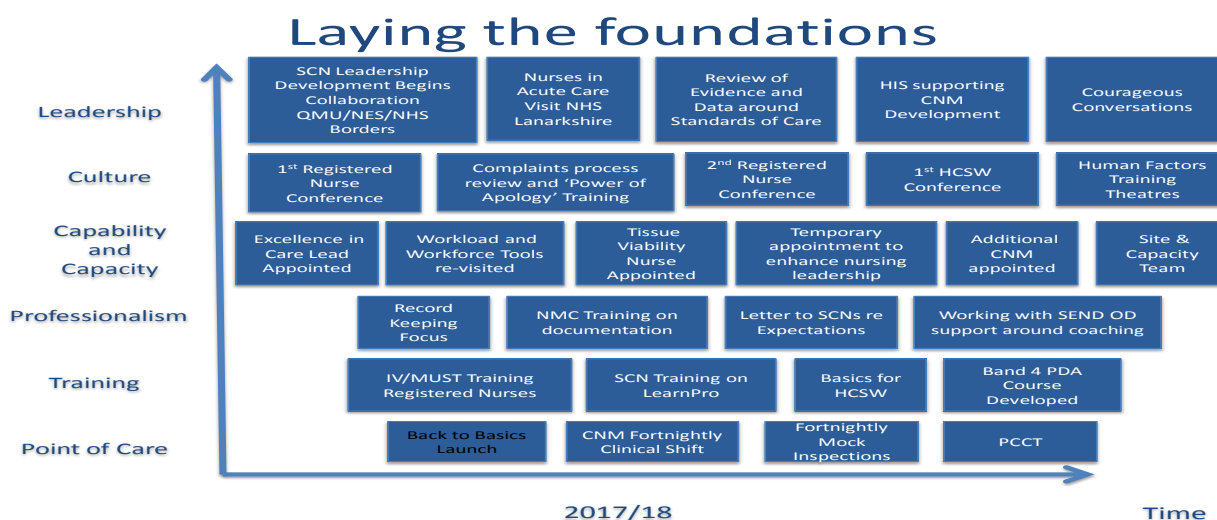 Laying the foundations
Leadership
SCN Leadership
Development Begins
Collaboration
QMU/NES/NHS
Borders
Nurses in
Acute Care
Visit NHS
Lanarkshire
Review of
Evidence and
Data around
Standards of Care
HIS supporting
CNM
Development
Courageous
Conversations
Culture
1st Registered
Nurse
Conference
Complaints process
review and ‘Power of
Apology’ Training
2nd Registered
Nurse
Conference
1st HCSW
Conference
Human Factors
Training
Theatres
Capability
and
Capacity
Excellence in
Care Lead
Appointed
Workload and
Workforce Tools
re-visited
Tissue
Viability
Nurse
Appointed
Temporary
appointment to
enhance nursing
leadership
Additional
CNM
appointed
Site &
Capacity
Team
Professionalism
Record
Keeping
Focus
NMC Training on
documentation
Letter to SCNs re
Expectations
Working with SEND OD
support around coaching
Training
IV/MUST Training
Registered Nurses
SCN Training on
LearnPro
Basics for
HCSW
Band 4 PDA
Course
Developed
Point of Care
Back to Basics
Launch
CNM Fortnightly
Clinical Shift
Fortnightly
Mock
Inspections
PCCT
2017/18
Time